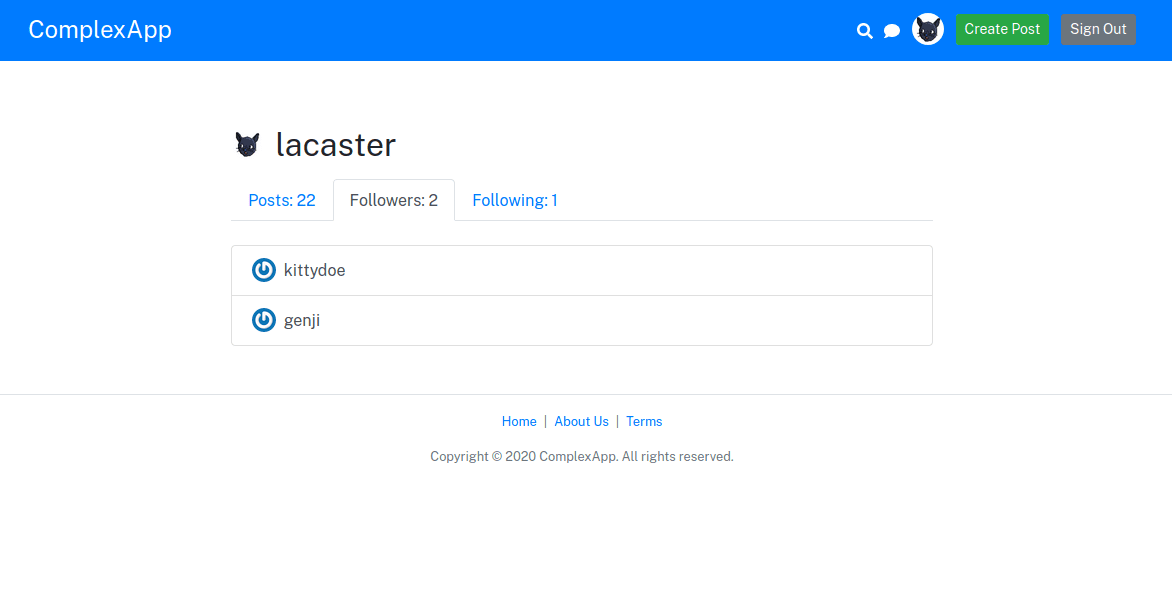 ComplexApp Create Post Sign Out
lacaster
Posts: 22 Followers: 2 Following: 1
kittydoe
genji
Home | About Us | Terms
Copyright © 2020 ComplexApp. All rights reserved.